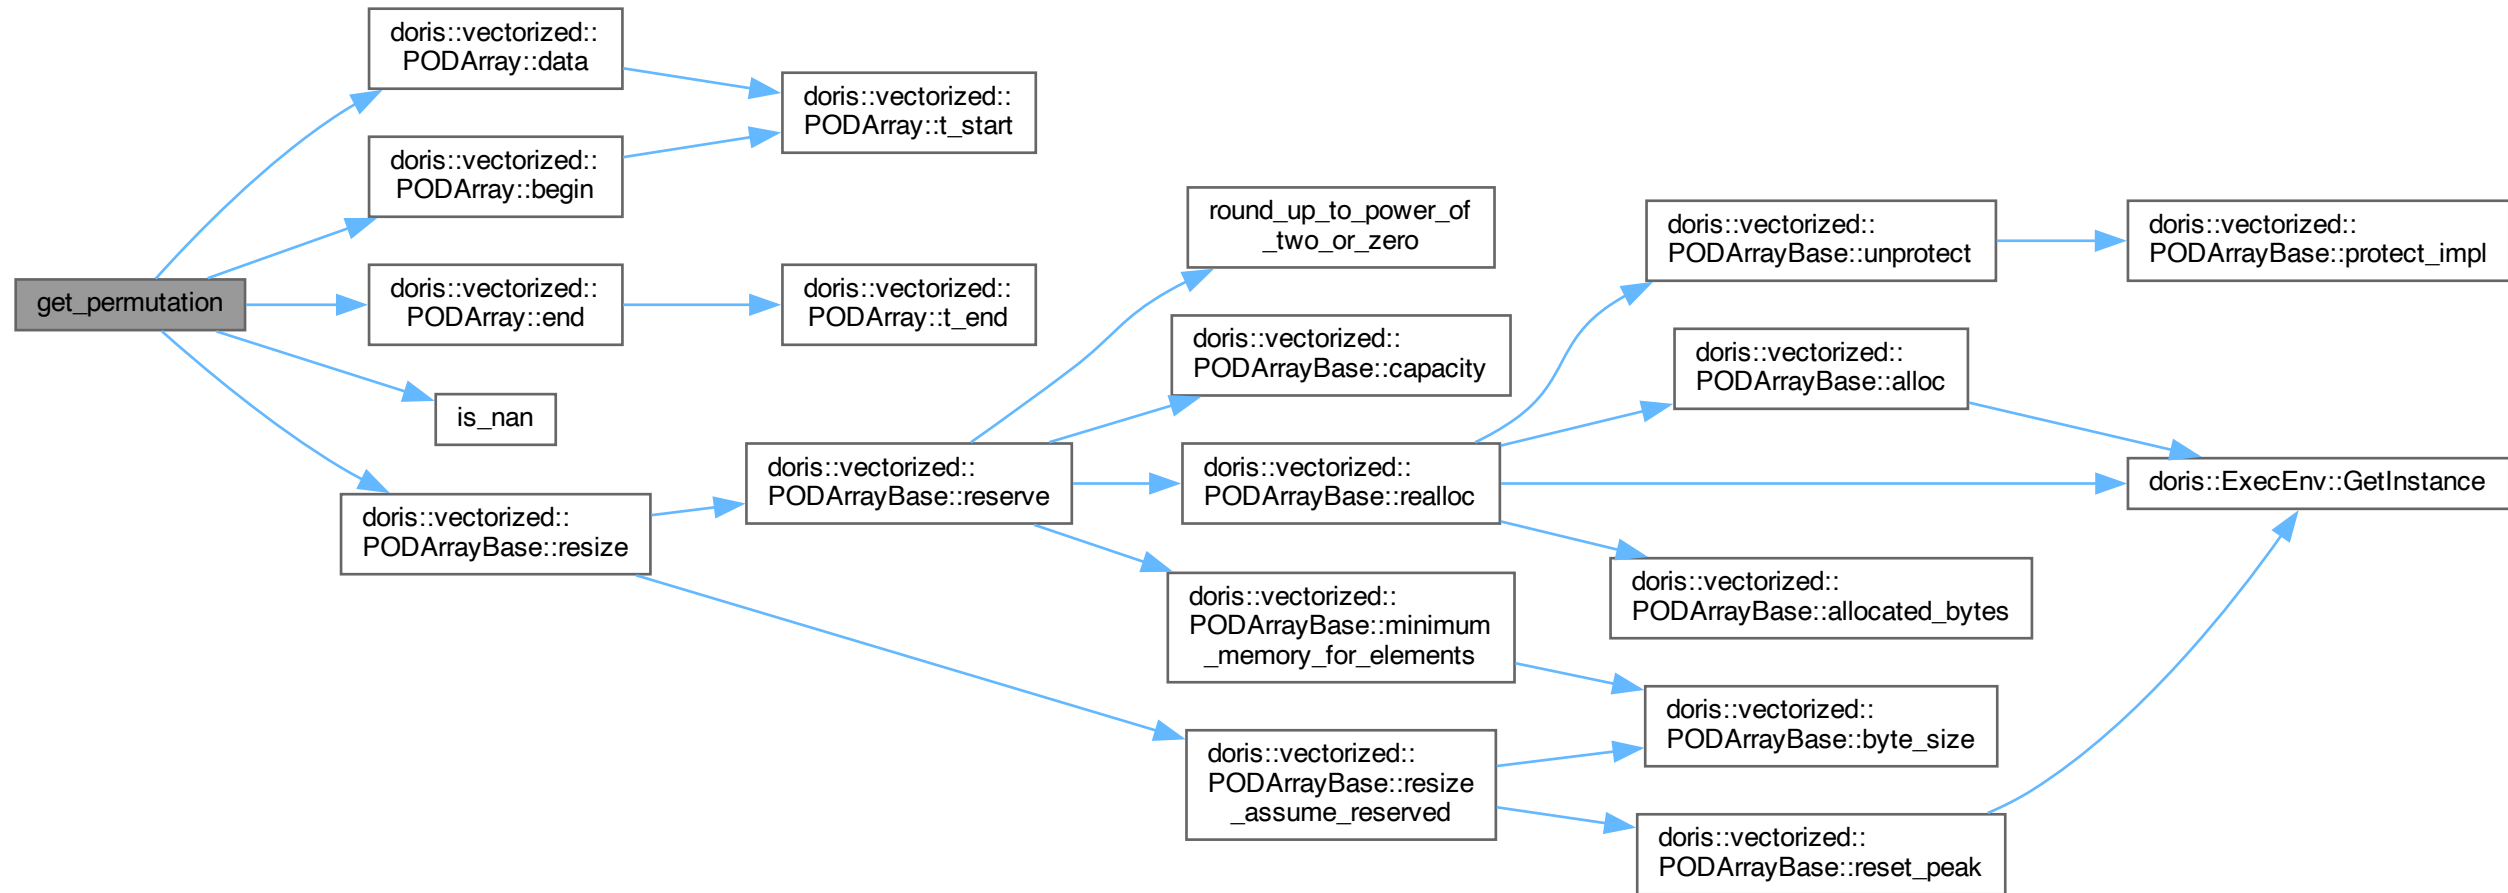 get_permutation
doris::vectorized::
PODArray::data
doris::vectorized::
PODArray::begin
doris::vectorized::
PODArray::end
is_nan
doris::vectorized::
PODArrayBase::resize
doris::vectorized::
PODArray::t_start
doris::vectorized::
PODArray::t_end
doris::vectorized::
PODArrayBase::reserve
round_up_to_power_of
_two_or_zero
doris::vectorized::
PODArrayBase::capacity
doris::vectorized::
PODArrayBase::realloc
doris::vectorized::
PODArrayBase::minimum
_memory_for_elements
doris::vectorized::
PODArrayBase::resize
_assume_reserved
doris::vectorized::
PODArrayBase::unprotect
doris::vectorized::
PODArrayBase::alloc
doris::vectorized::
PODArrayBase::allocated_bytes
doris::vectorized::
PODArrayBase::byte_size
doris::vectorized::
PODArrayBase::reset_peak
doris::vectorized::
PODArrayBase::protect_impl
doris::ExecEnv::GetInstance